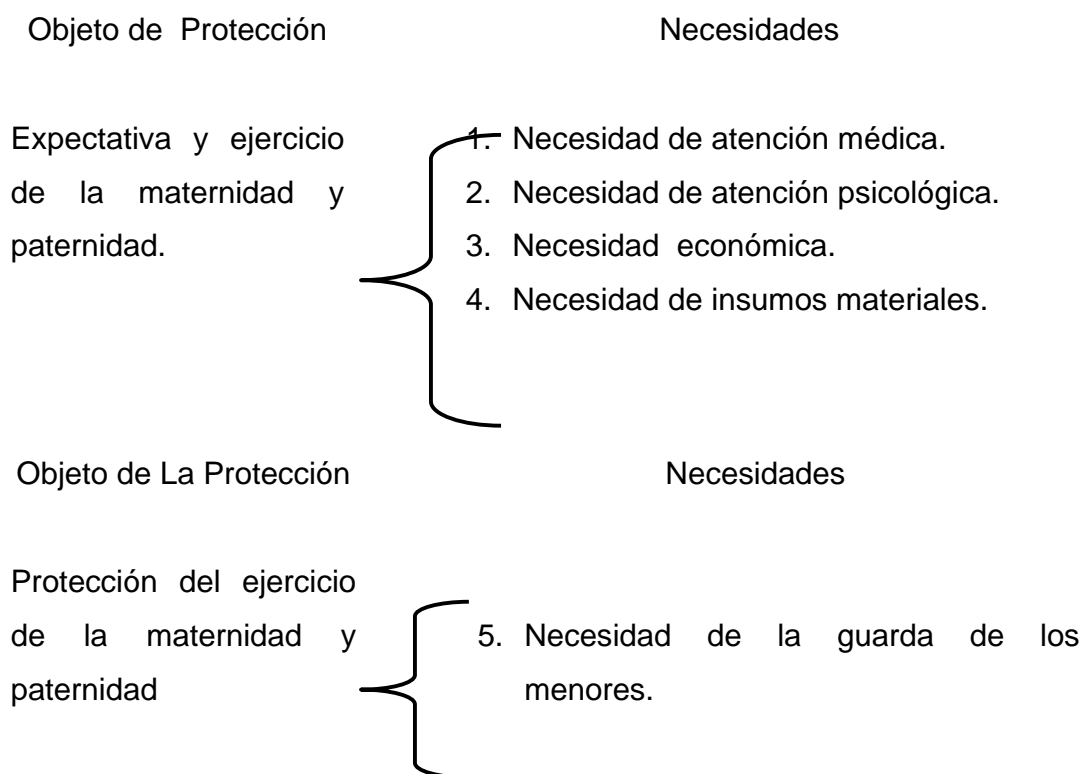 Objeto de Protección Necesidades
Expectativa y ejercicio
de la maternidad y
paternidad.
1. Necesidad de atención médica.
2. Necesidad de atención psicológica.
3. Necesidad económica.
4. Necesidad de insumos materiales.
Objeto de La Protección Necesidades
Protección del ejercicio
de la maternidad y
paternidad
5. Necesidad de la guarda de los
menores.